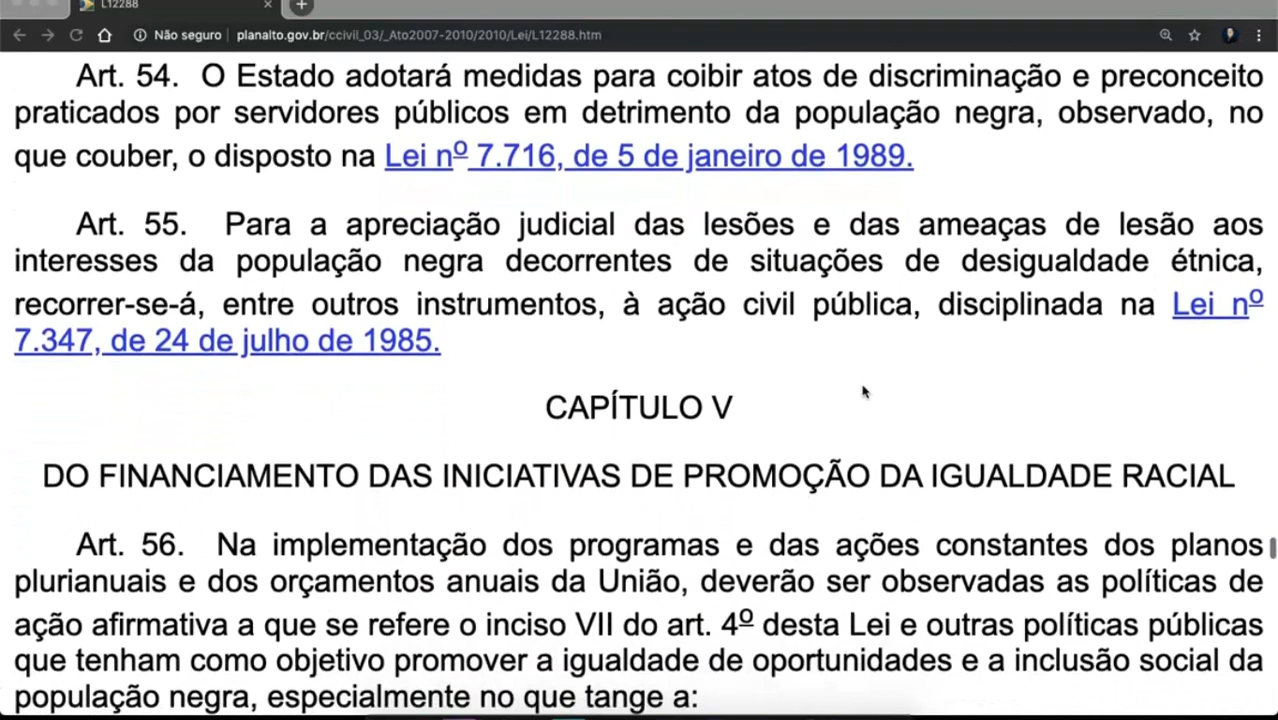 L12288
Não seguro | planalto.gov.br/ccivil_03/_Ato2007-2010/2010/Lei/L12288.htm
Art. 54. O Estado adotará medidas para coibir atos de discriminação e preconceito
praticados por servidores públicos em detrimento da população negra, observado, no
que couber, o disposto na Lei nº 7.716, de 5 de janeiro de 1989.
Art. 55. Para a apreciação judicial das lesões e das ameaças de lesão aos
interesses da população negra decorrentes de situações de desigualdade étnica,
recorrer-se-á, entre outros instrumentos, à ação civil pública, disciplinada na Lei nº
7.347, de 24 de julho de 1985.
CAPÍTULO V
DO FINANCIAMENTO DAS INICIATIVAS DE PROMOÇÃO DA IGUALDADE RACIAL
Art. 56. Na implementação dos programas e das ações constantes dos planos
plurianuais e dos orçamentos anuais da União, deverão ser observadas as políticas de
ação afirmativa a que se refere o inciso VII do art. 4º desta Lei e outras políticas públicas
que tenham como objetivo promover a igualdade de oportunidades e a inclusão social da
população negra, especialmente no que tange a: